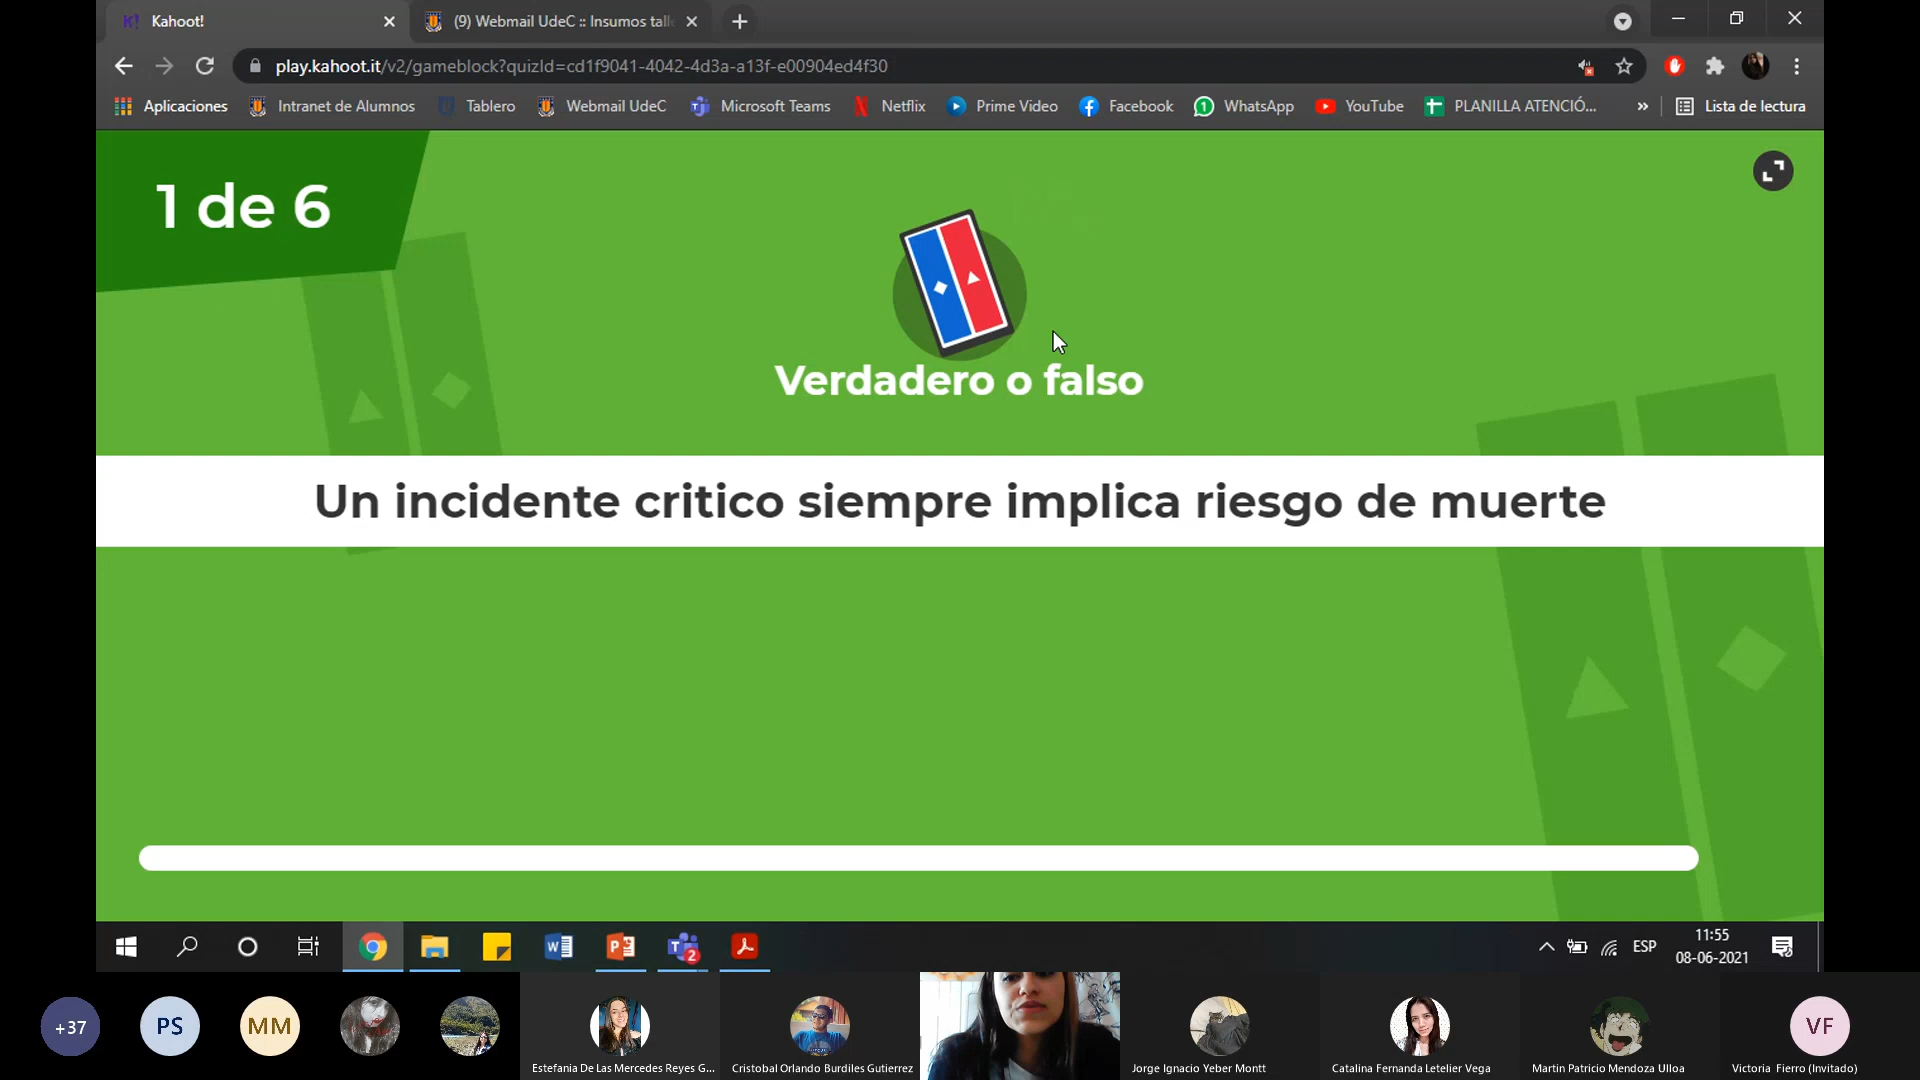 Kahoot!
(9) Webmail UdeC :: Insumos talle
play.kahoot.it/v2/gameblock?quizId=cd1f9041-4042-4d3a-a13f-e00904ed4f30
Aplicaciones Intranet de Alumnos Tablero Webmail UdeC Microsoft Teams Netflix Prime Video Facebook WhatsApp YouTube PLANILLA ATENCIÓ... » Lista de lectura
1 de 6
Verdadero o falso
Un incidente critico siempre implica riesgo de muerte
ESP
11:55
08-06-2021
2
+37
PS
MM
VF
Estefania De Las Mercedes Reyes G... Cristobal Orlando Burdiles Gutierrez Jorge Ignacio Yeber Montt Catalina Fernanda Letelier Vega Martin Patricio Mendoza Ulloa Victoria Fierro (Invitado)